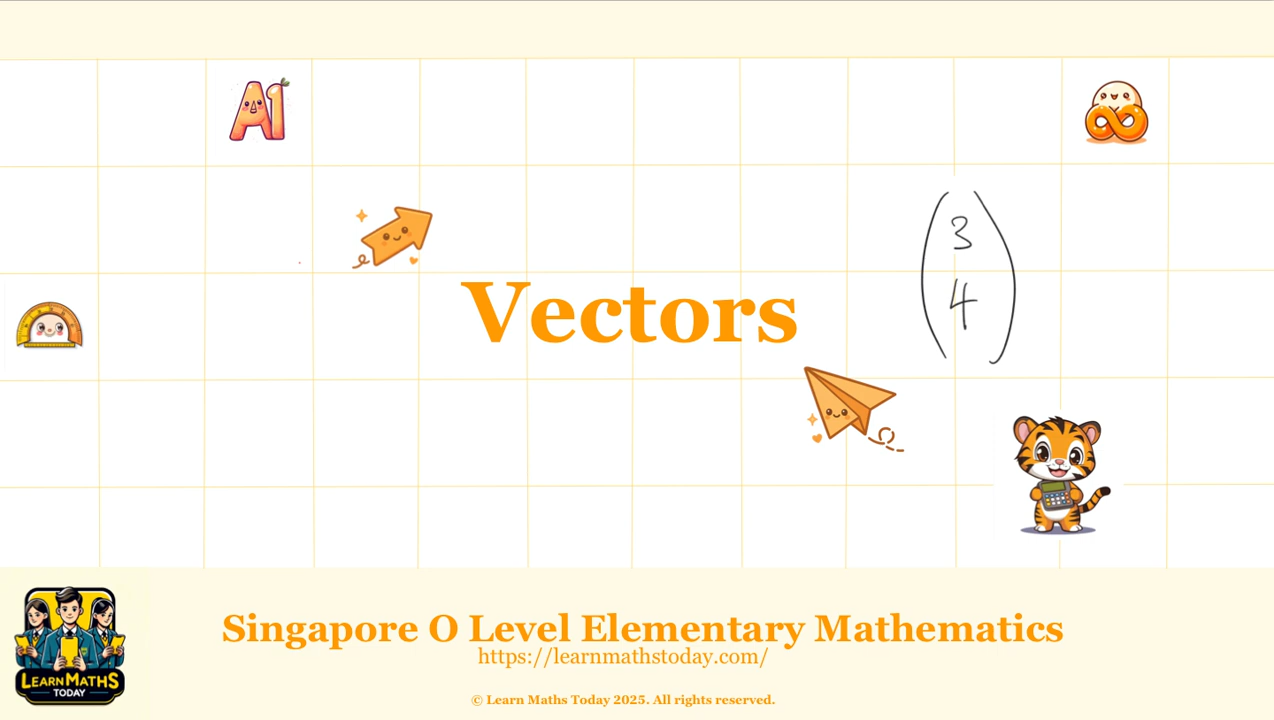 A1
3
4
Vectors
LEARN MATHS
TODAY
Singapore O Level Elementary Mathematics
https://learnmathstoday.com/
© Learn Maths Today 2025. All rights reserved.